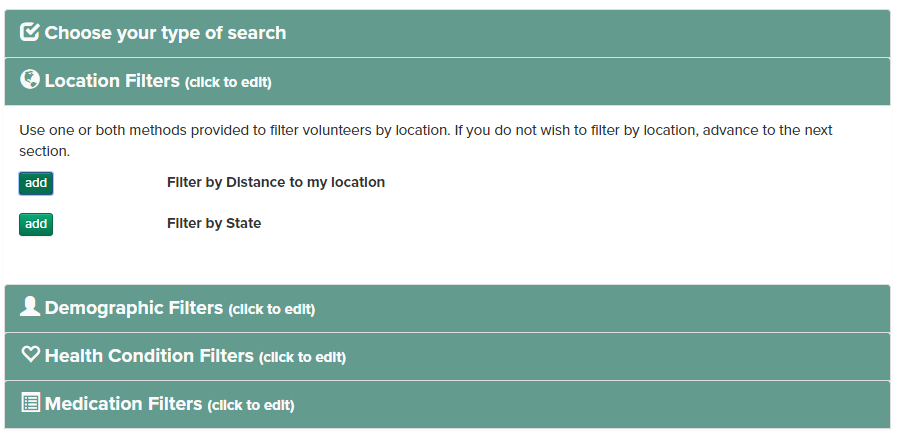 Choose your type of search
Location Filters (click to edit)
Use one or both methods provided to filter volunteers by location. If you do not wish to filter by location, advance to the next
section.
add Filter by Distance to my location
add Filter by State
Demographic Filters (click to edit)
Health Condition Filters (click to edit)
Medication Filters (click to edit)